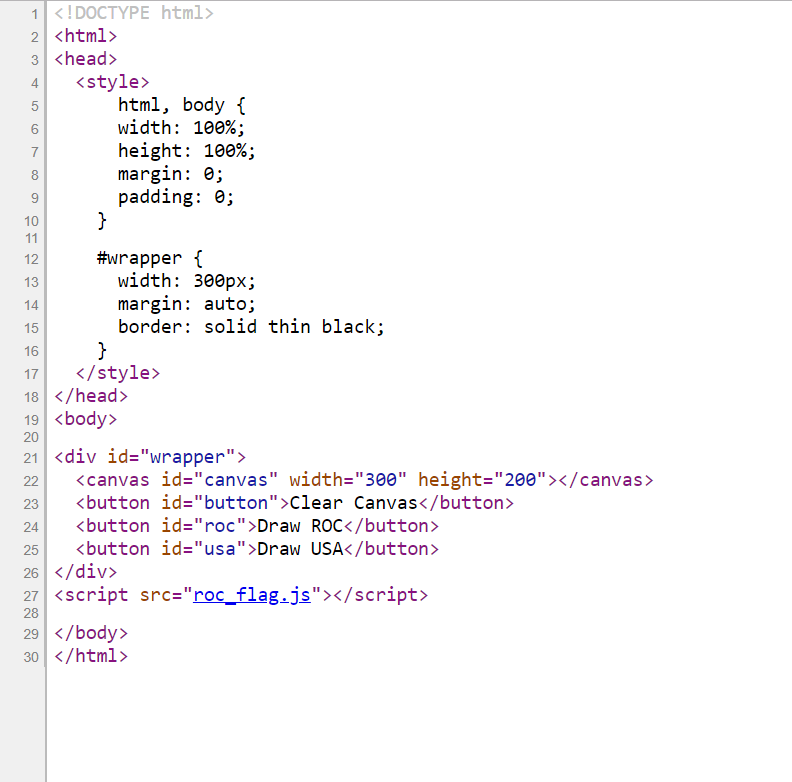 1 <!DOCTYPE html>
2 <html>
3 <head>
4   <style>
5       html, body {
6       width: 100%;
7       height: 100%;
8       margin: 0;
9       padding: 0;
10     }
11
12     #wrapper {
13       width: 300px;
14       margin: auto;
15       border: solid thin black;
16     }
17   </style>
18 </head>
19 <body>
20
21 <div id="wrapper">
22   <canvas id="canvas" width="300" height="200"></canvas>
23   <button id="button">Clear Canvas</button>
24   <button id="roc">Draw ROC</button>
25   <button id="usa">Draw USA</button>
26 </div>
27 <script src="roc_flag.js"></script>
28
29 </body>
30 </html>